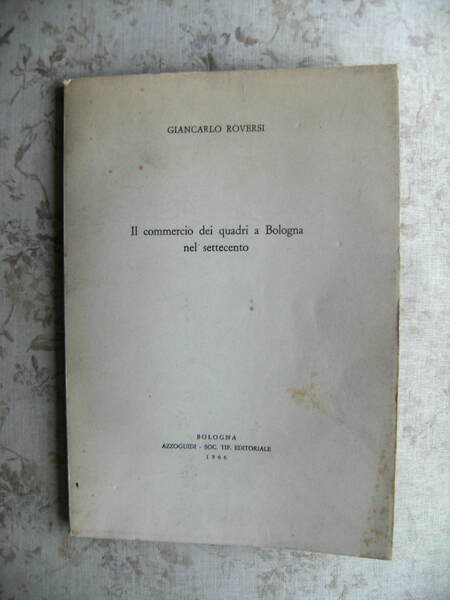 GIANCARLO ROVERSI
Il commercio dei quadri a Bologna
nel settecento
BOLOGNA
AZZOGUIDI - SOC. TIP. EDITORIALE
1966